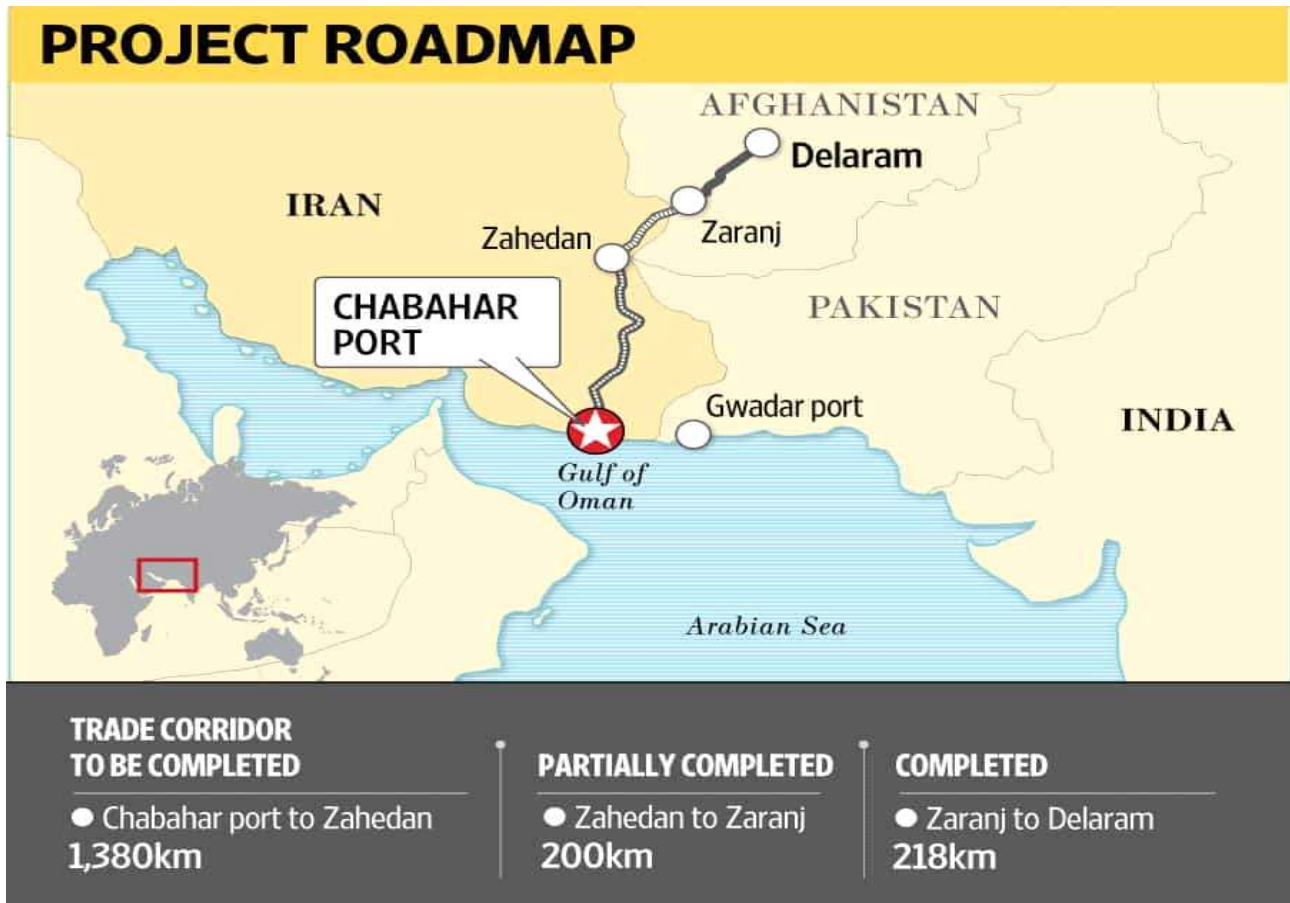 PROJECT ROADMAP
AFGHANISTAN
Delaram
IRAN
Zaranj
Zahedan
CHABAHAR
PORT
PAKISTAN
Gwadar port
INDIA
Gulf of
Oman
Arabian Sea
TRADE CORRIDOR
TO BE COMPLETED
Chabahar port to Zahedan
1,380km
PARTIALLY COMPLETED
Zahedan to Zaranj
200km
COMPLETED
Zaranj to Delaram
218km